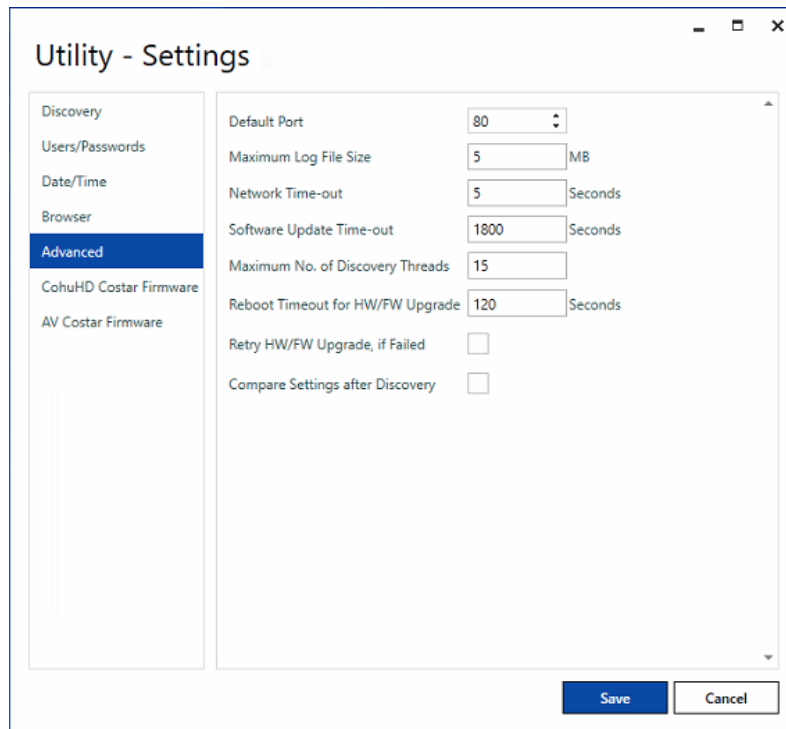 Utility - Settings
Discovery
Users/Passwords
Date/Time
Browser
Advanced
CohuHD Costar Firmware
AV Costar Firmware
Default Port 80
Maximum Log File Size 5 MB
Network Time-out 5 Seconds
Software Update Time-out 1800 Seconds
Maximum No. of Discovery Threads 15
Reboot Timeout for HW/FW Upgrade 120 Seconds
Retry HW/FW Upgrade, if Failed
Compare Settings after Discovery
Save Cancel